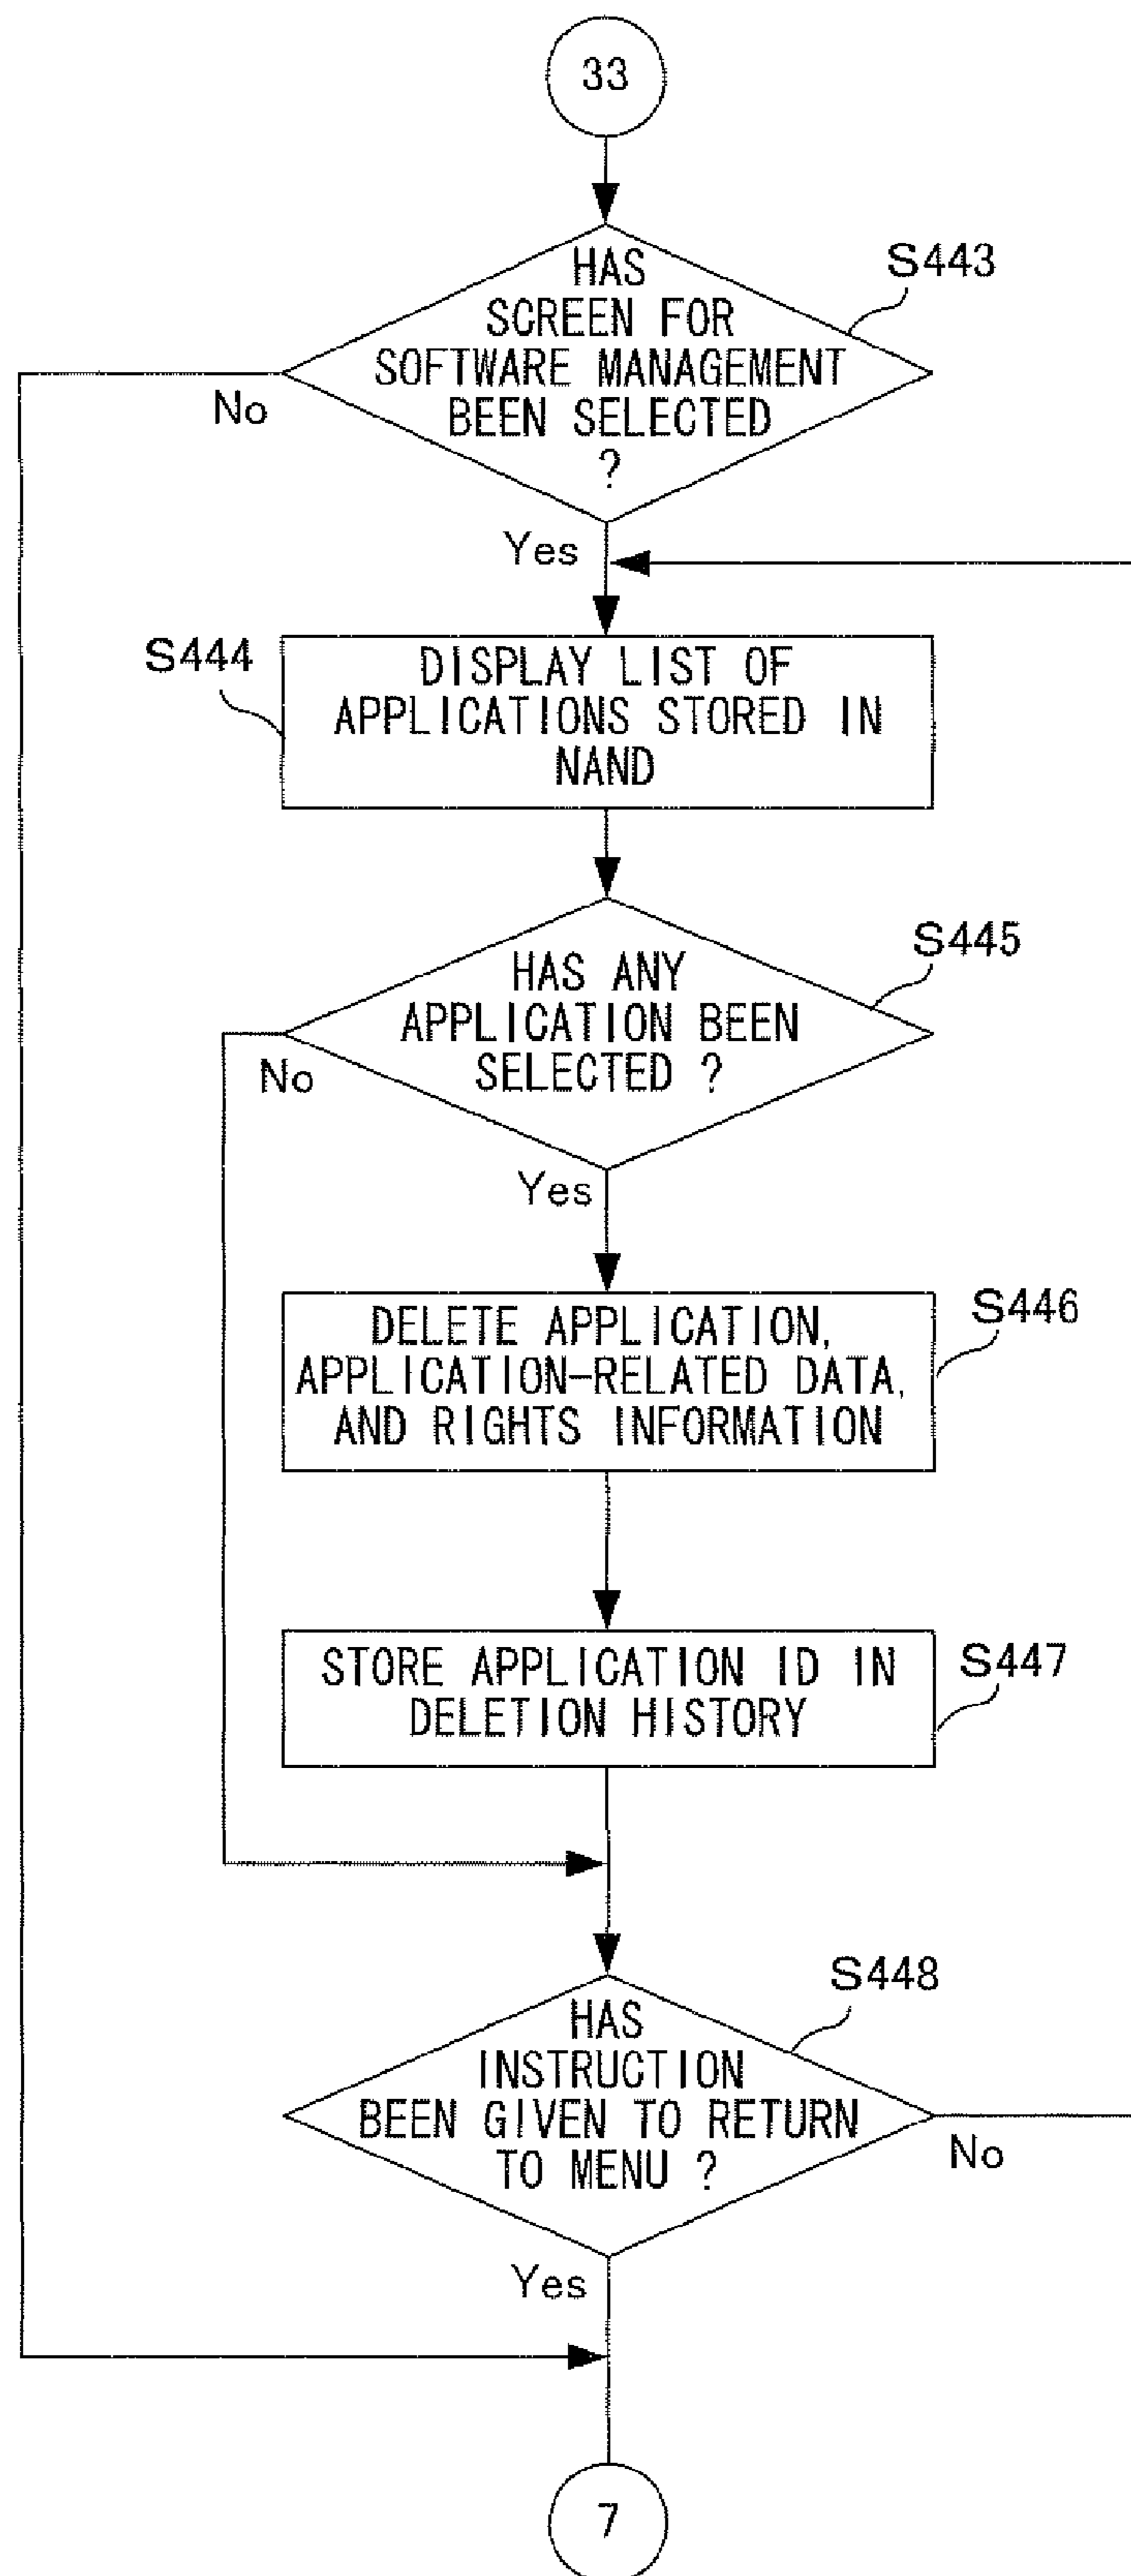 33
HAS
SCREEN FOR
SOFTWARE MANAGEMENT
BEEN SELECTED
?
S443
No
Yes
S444
DISPLAY LIST OF
APPLICATIONS STORED IN
NAND
S445
HAS ANY
APPLICATION BEEN
SELECTED ?
No
Yes
S446
DELETE APPLICATION,
APPLICATION-RELATED DATA,
AND RIGHTS INFORMATION
STORE APPLICATION ID IN
DELETION HISTORY
S447
S448
HAS
INSTRUCTION
BEEN GIVEN TO RETURN
TO MENU ?
No
Yes
7